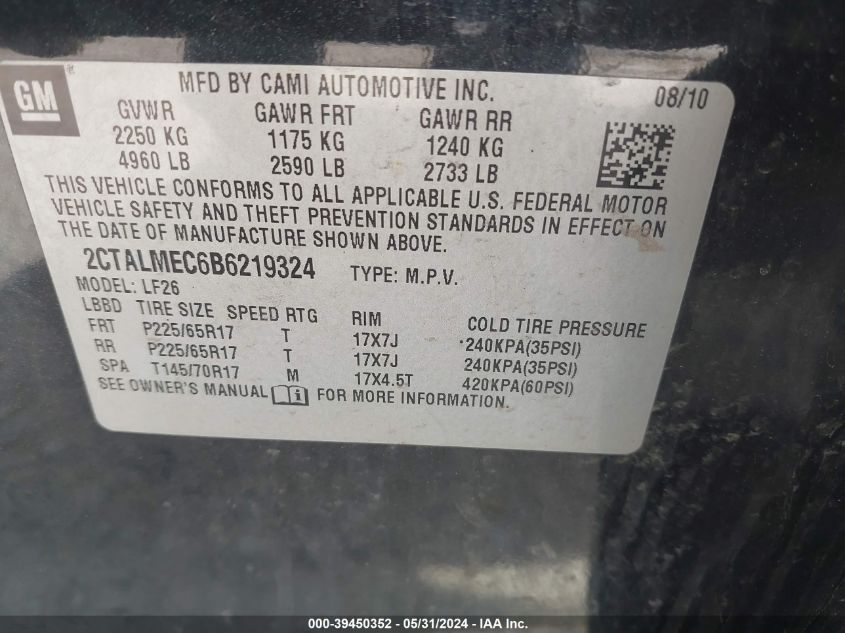 GM ®
MFD BY CAMI AUTOMOTIVE INC. 08/10
GVWR GAWR FRT GAWR RR
2250 KG 1175 KG 1240 KG
4960 LB 2590 LB 2733 LB
THIS VEHICLE CONFORMS TO ALL APPLICABLE U.S. FEDERAL MOTOR
VEHICLE SAFETY AND THEFT PREVENTION STANDARDS IN EFFECT ON
THE DATE OF MANUFACTURE SHOWN ABOVE.
2CTALMEC6B6219324 TYPE: M.P.V.
MODEL: LF26
LBBD TIRE SIZE SPEED RTG RIM COLD TIRE PRESSURE
FRT P225/65R17 T 17X7J 240KPA(35PSI)
RR P225/65R17 T 17X7J 240KPA(35PSI)
SPA T145/70R17 M 17X4.5T 420KPA(60PSI)
SEE OWNER'S MANUAL i FOR MORE INFORMATION.
000-39450352 - 05/31/2024 - IAA Inc.